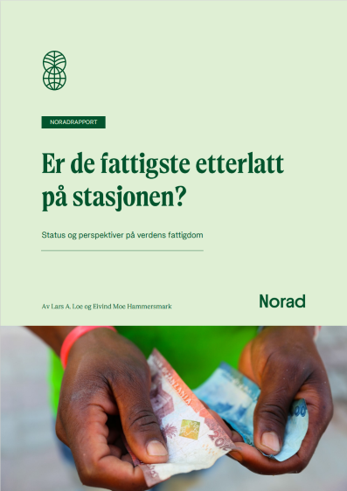 NORADRAPPORT
Er de fattigste etterlatt
på stasjonen?
Status og perspektiver på verdens fattigdom
Av Lars A. Loe og Eivind Moe Hammersmark
Norad
TANZANIA